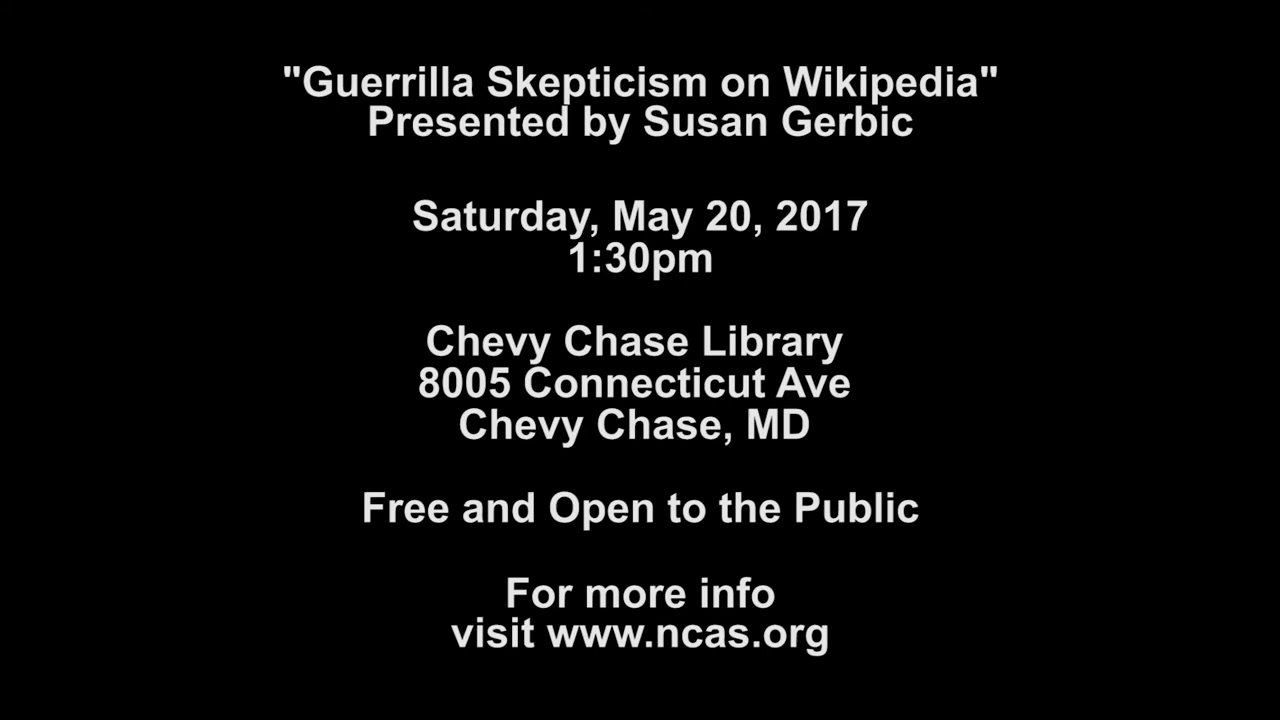 "Guerrilla Skepticism on Wikipedia"
Presented by Susan Gerbic
Saturday, May 20, 2017
1:30pm
Chevy Chase Library
8005 Connecticut Ave
Chevy Chase, MD
Free and Open to the Public
For more info
visit www.ncas.org